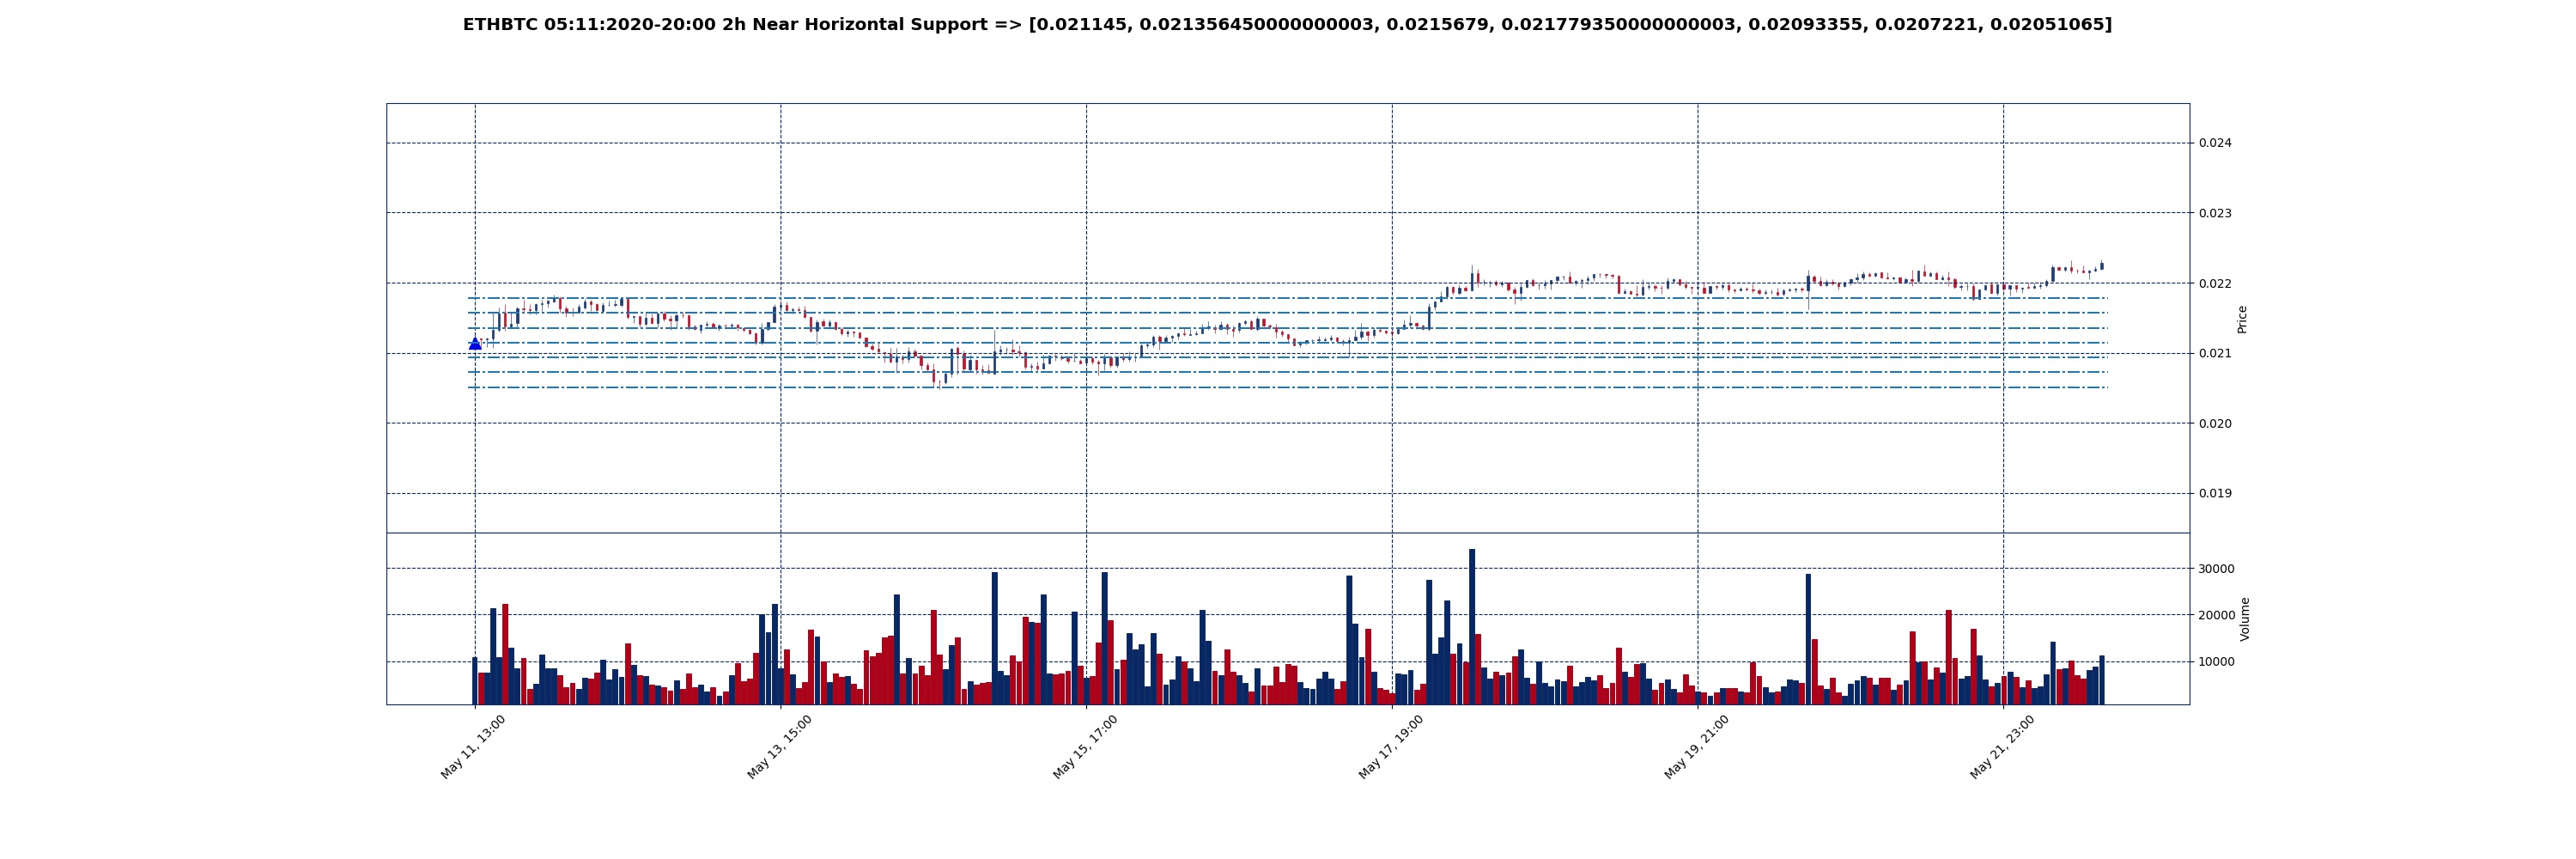 ETHBTC 05:11:2020-20:00 2h Near Horizontal Support => [0.021145, 0.021356450000000003, 0.0215679, 0.021779350000000003, 0.02093355, 0.0207221, 0.02051065]
0.024
0.023
0.022
Price
0.021
0.020
0.019
30000
20000
Volume
10000
May 11, 13:00
May 13, 15:00
May 15, 17:00
May 17, 19:00
May 19, 21:00
May 21, 23:00